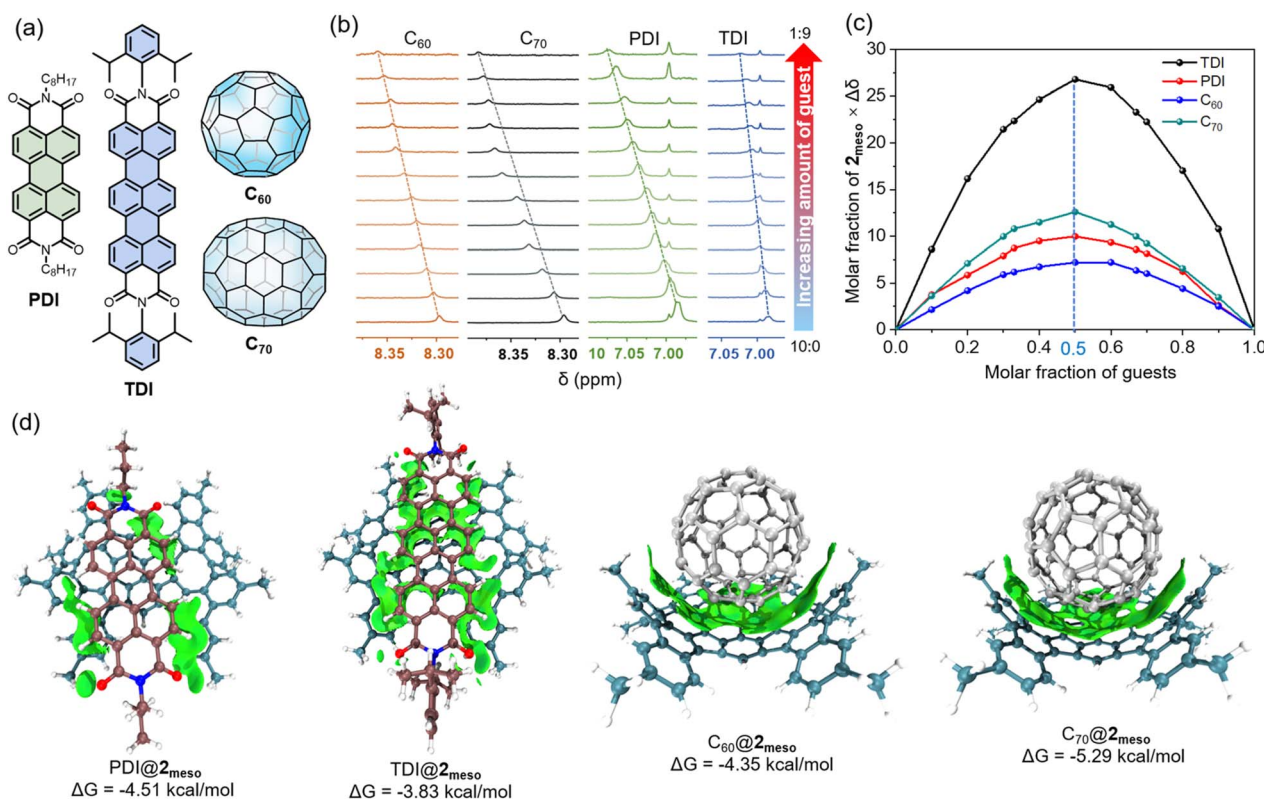 (a)
C₈H₁₇
O N O
O N O
C₈H₁₇
PDI
O N O
O N O
TDI
C₆₀
C₇₀
(b)
C₆₀
C₇₀
PDI
TDI
1:9
Increasing amount of guest
10:0
8.35 8.30
8.35 8.30
10 7.05 7.00
7.05 7.00
δ (ppm)
(c)
Molar fraction of 2meso × Δδ
30
25
20
15
10
5
0
TDI
PDI
C₆₀
C₇₀
0.0 0.2 0.4 0.5 0.6 0.8 1.0
Molar fraction of guests
(d)
PDI@2meso
ΔG = -4.51 kcal/mol
TDI@2meso
ΔG = -3.83 kcal/mol
C₆₀@2meso
ΔG = -4.35 kcal/mol
C₇₀@2meso
ΔG = -5.29 kcal/mol